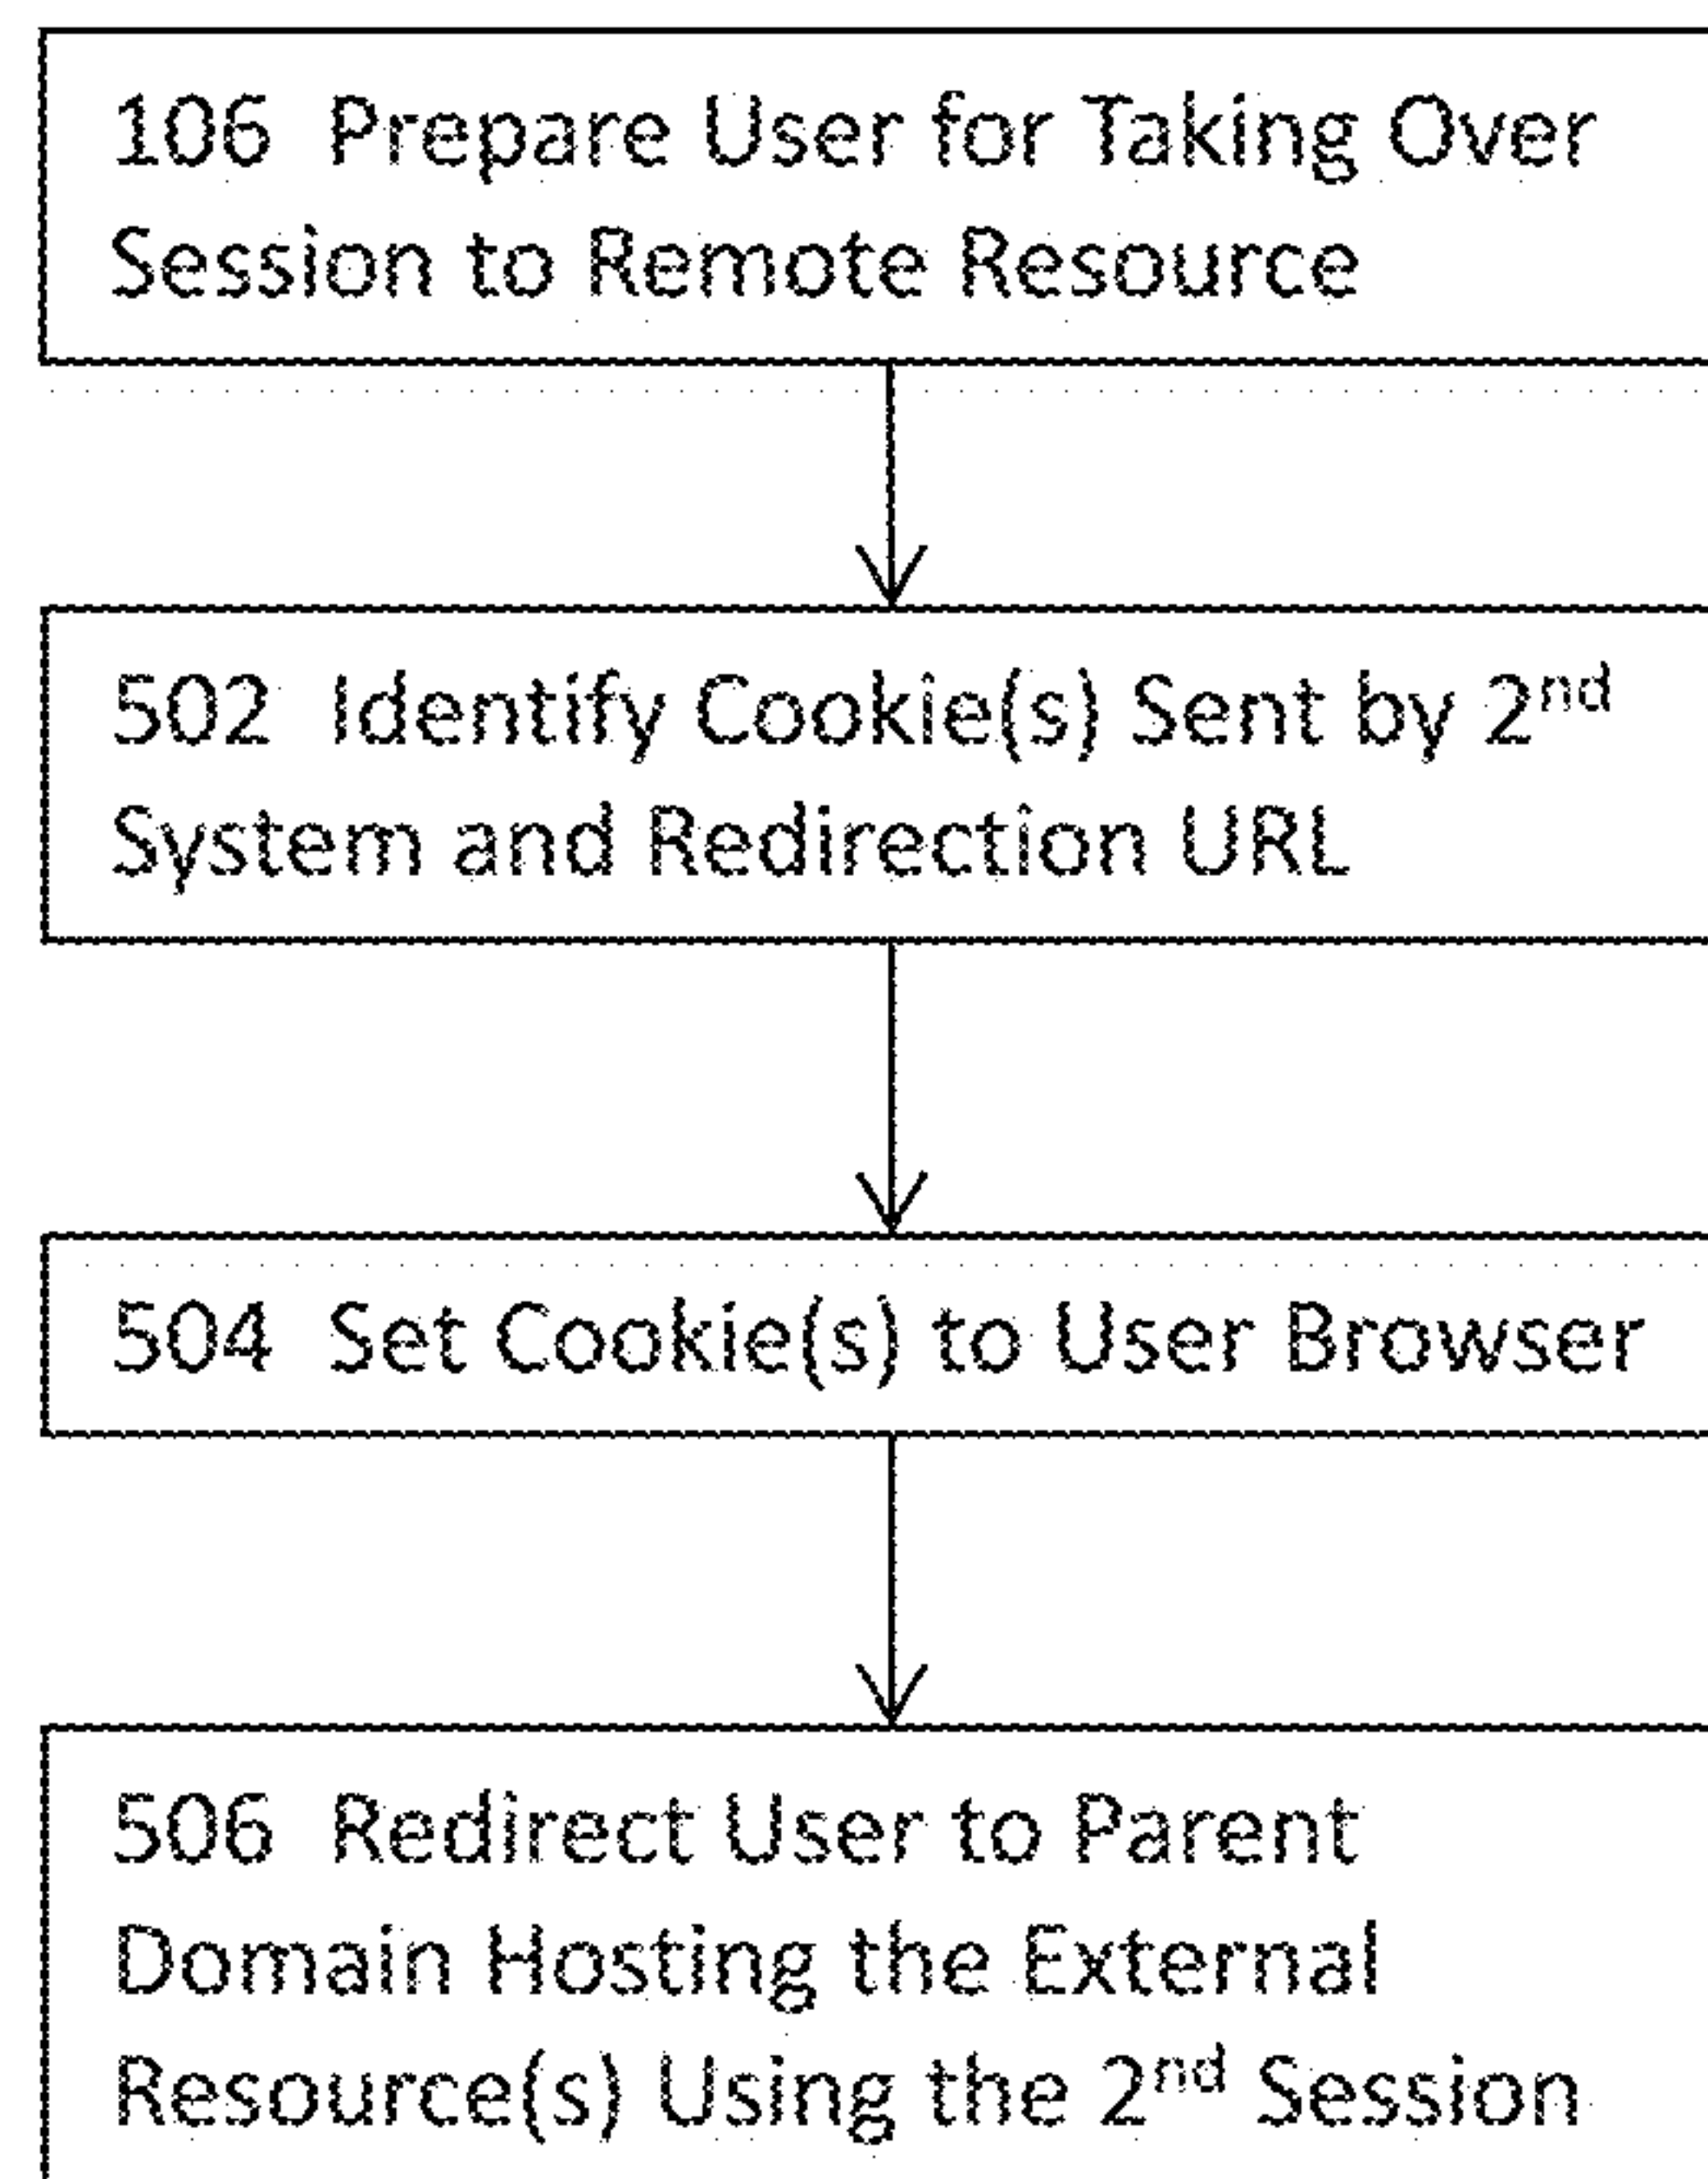 106 Prepare User for Taking Over
Session to Remote Resource
502 Identify Cookie(s) Sent by 2nd
System and Redirection URL
504 Set Cookie(s) to User Browser
506 Redirect User to Parent
Domain Hosting the External
Resource(s) Using the 2nd Session